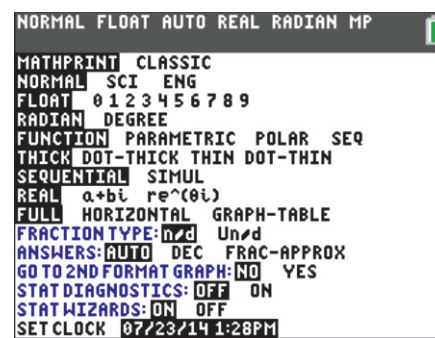 NORMAL FLOAT AUTO REAL RADIAN MP
MATHPRINT CLASSIC
NORMAL SCI ENG
FLOAT 0 1 2 3 4 5 6 7 8 9
RADIAN DEGREE
FUNCTION PARAMETRIC POLAR SEQ
THICK DOT-THICK THIN DOT-THIN
SEQUENTIAL SIMUL
REAL a+bi re^(θi)
FULL HORIZONTAL GRAPH-TABLE
FRACTION TYPE: n/d Un/d
ANSWERS: AUTO DEC FRAC-APPROX
GO TO 2ND FORMAT GRAPH: NO YES
STAT DIAGNOSTICS: OFF ON
STAT WIZARDS: ON OFF
SET CLOCK 07/23/14 1:28PM